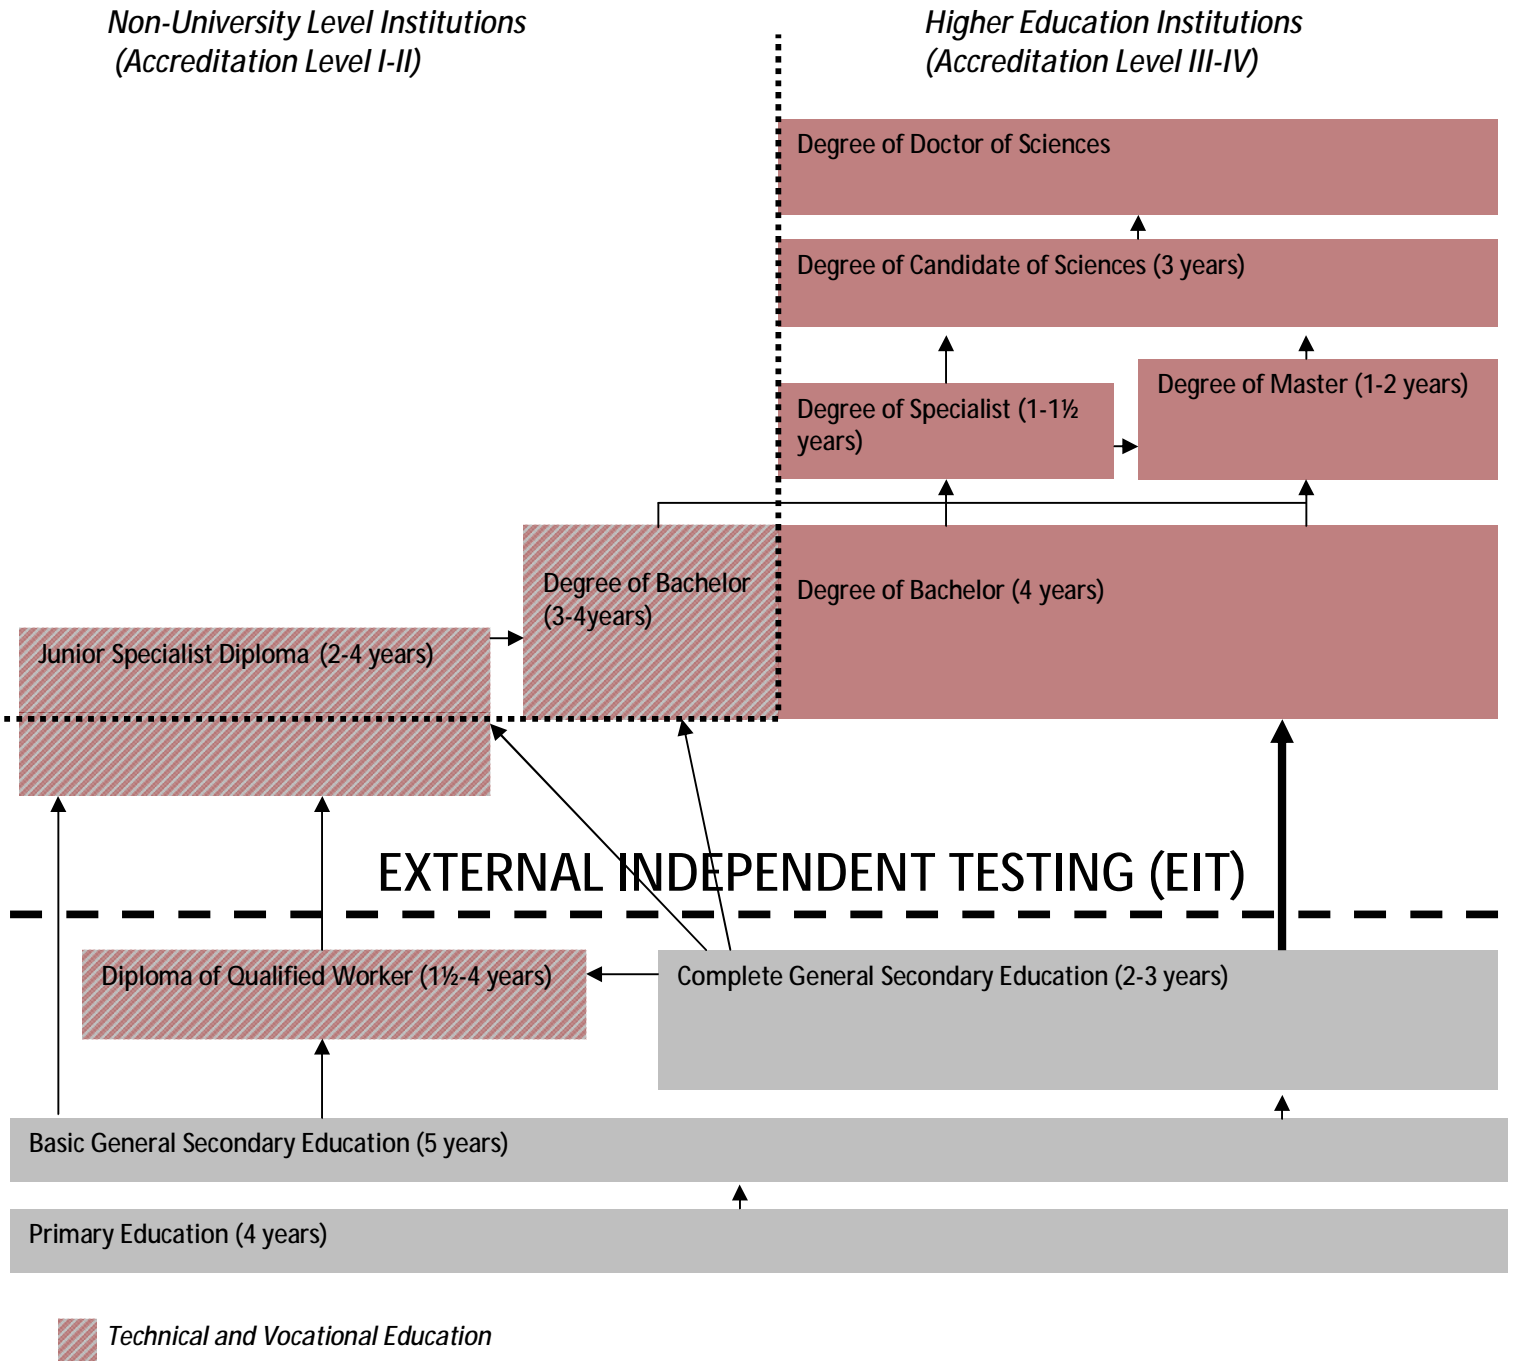 Non-University Level Institutions
(Accreditation Level I-II)
Higher Education Institutions
(Accreditation Level III-IV)
Degree of Doctor of Sciences
Degree of Candidate of Sciences (3 years)
Degree of Specialist (1-1½
years)
Degree of Master (1-2 years)
Degree of Bachelor
(3-4years)
Degree of Bachelor (4 years)
Junior Specialist Diploma (2-4 years)
EXTERNAL INDEPENDENT TESTING (EIT)
Diploma of Qualified Worker (1½-4 years)
Complete General Secondary Education (2-3 years)
Basic General Secondary Education (5 years)
Primary Education (4 years)
Technical and Vocational Education